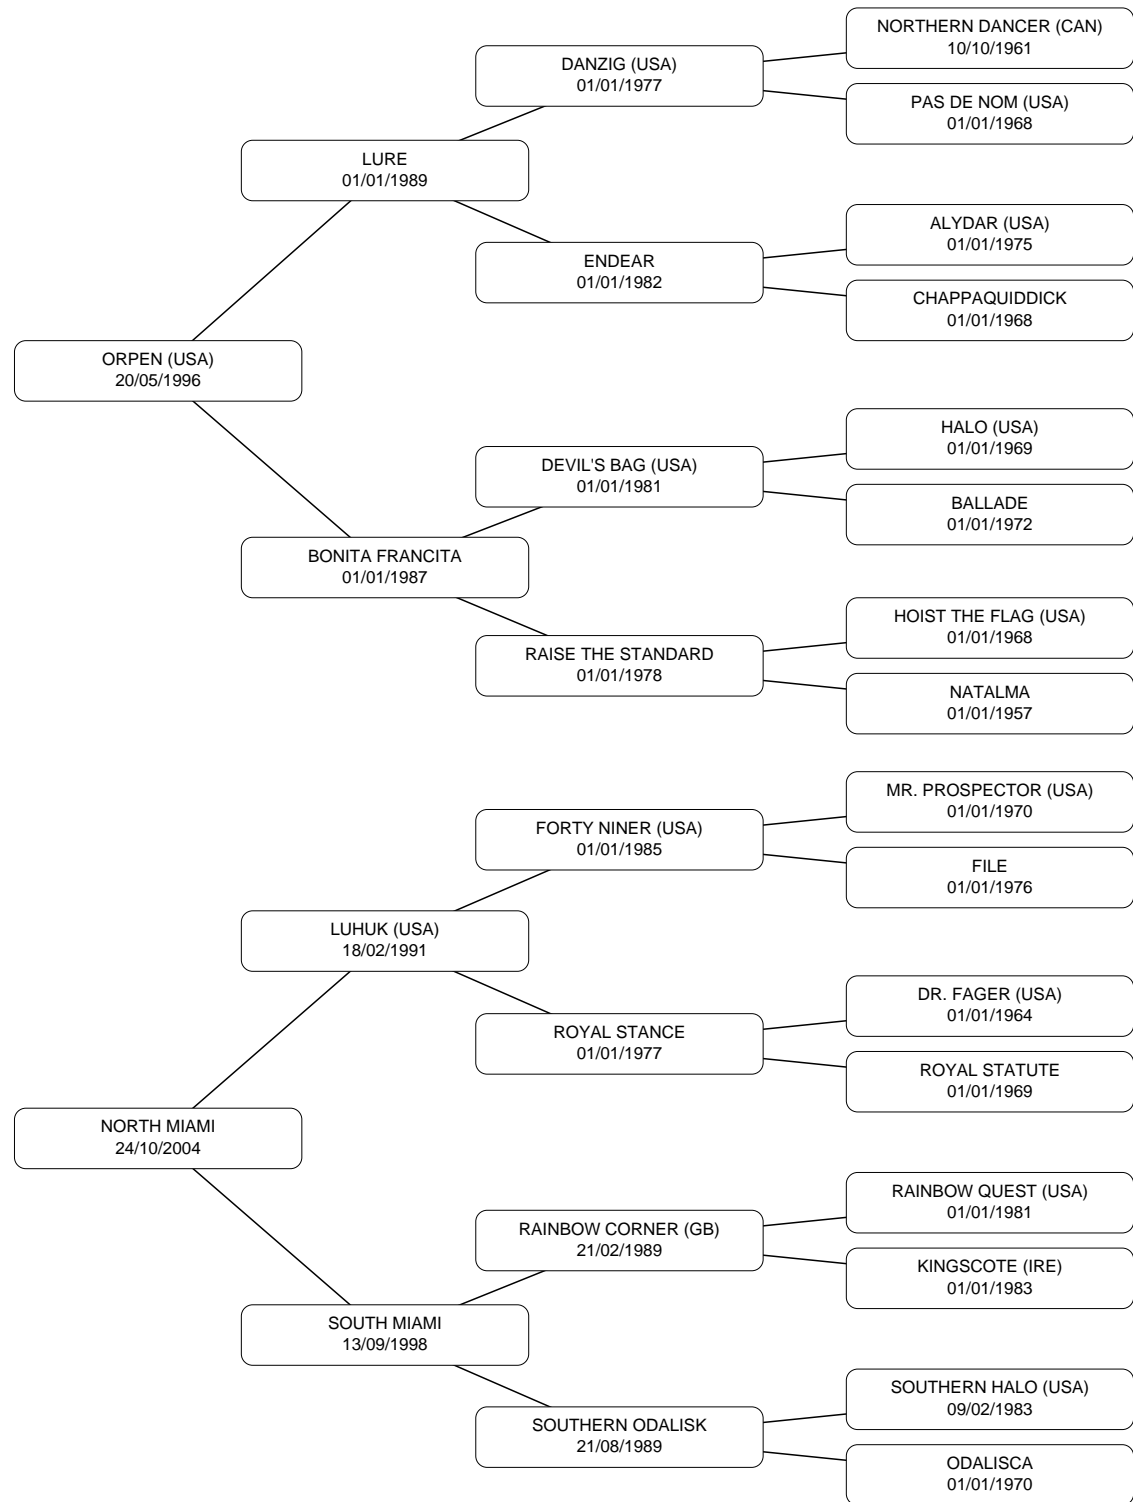 NORTHERN DANCER (CAN)
10/10/1961
DANZIG (USA)
01/01/1977
PAS DE NOM (USA)
01/01/1968
LURE
01/01/1989
ALYDAR (USA)
01/01/1975
ENDEAR
01/01/1982
CHAPPAQUIDDICK
01/01/1968
ORPEN (USA)
20/05/1996
HALO (USA)
01/01/1969
DEVIL'S BAG (USA)
01/01/1981
BALLADE
01/01/1972
BONITA FRANCITA
01/01/1987
HOIST THE FLAG (USA)
01/01/1968
RAISE THE STANDARD
01/01/1978
NATALMA
01/01/1957
MR. PROSPECTOR (USA)
01/01/1970
FORTY NINER (USA)
01/01/1985
FILE
01/01/1976
LUHUK (USA)
18/02/1991
DR. FAGER (USA)
01/01/1964
ROYAL STANCE
01/01/1977
ROYAL STATUTE
01/01/1969
NORTH MIAMI
24/10/2004
RAINBOW QUEST (USA)
01/01/1981
RAINBOW CORNER (GB)
21/02/1989
KINGSCOTE (IRE)
01/01/1983
SOUTH MIAMI
13/09/1998
SOUTHERN HALO (USA)
09/02/1983
SOUTHERN ODALISK
21/08/1989
ODALISCA
01/01/1970